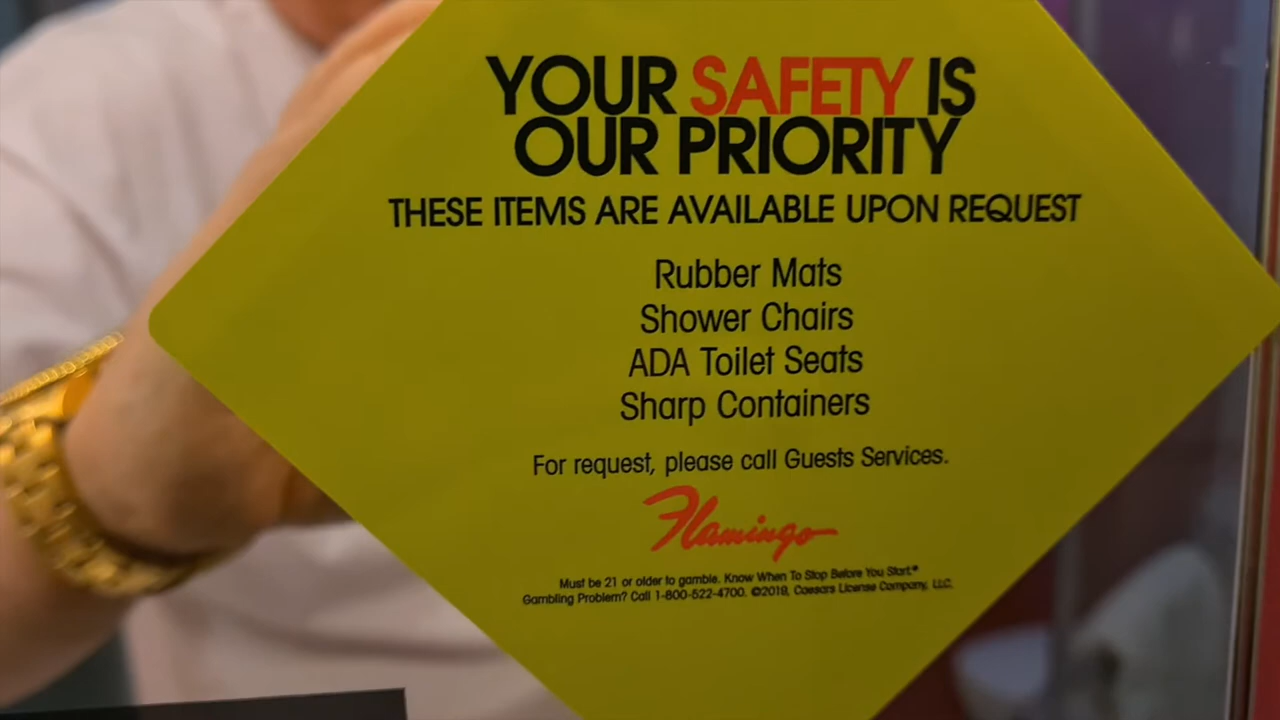 YOUR SAFETY IS
OUR PRIORITY
THESE ITEMS ARE AVAILABLE UPON REQUEST
Rubber Mats
Shower Chairs
ADA Toilet Seats
Sharp Containers
For request, please call Guests Services.
Flamingo
Must be 21 or older to gamble. Know When To Stop Before You Start.®
Gambling Problem? Call 1-800-522-4700. ©2019, Caesars License Company, LLC.